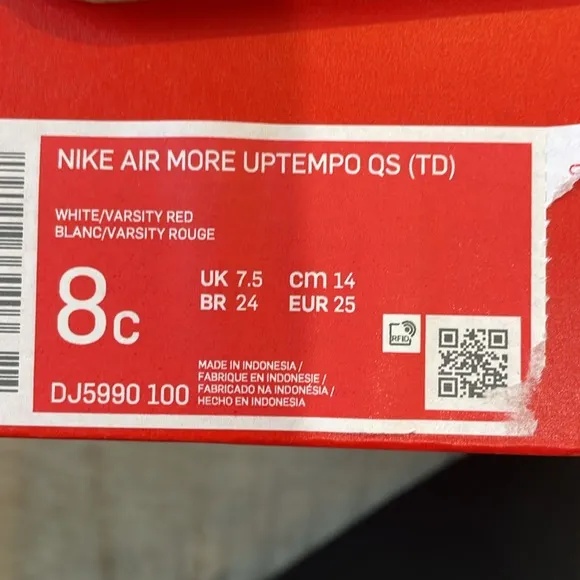 NIKE AIR MORE UPTEMPO QS (TD)
WHITE/VARSITY RED
BLANC/VARSITY ROUGE
8C
UK 7.5 cm 14
BR 24 EUR 25
RFID
MADE IN INDONESIA /
FABRIQUE EN INDONESIE /
FABRICADO NA INDONÉSIA /
HECHO EN INDONESIA
DJ5990 100